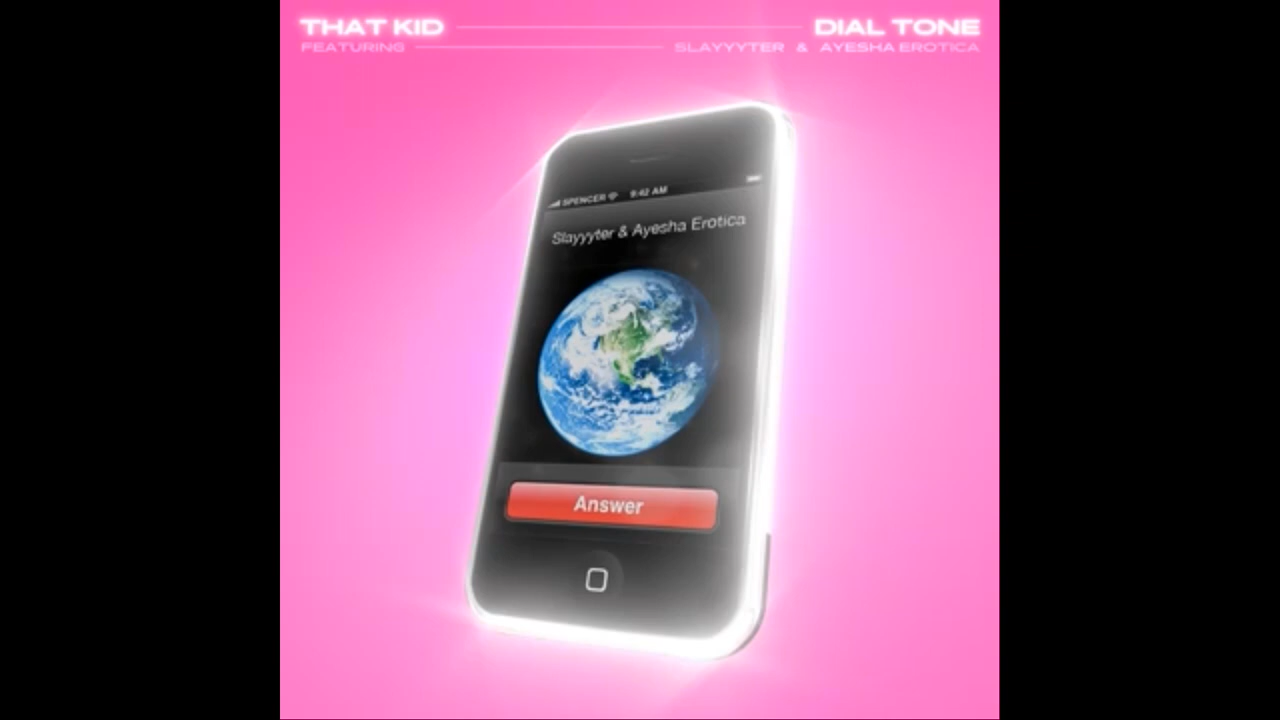 THAT KID DIAL TONE
FEATURING SLAYYYTER & AYESHA EROTICA
SPENCER 9:42 AM
Slayyyter & Ayesha Erotica
Answer